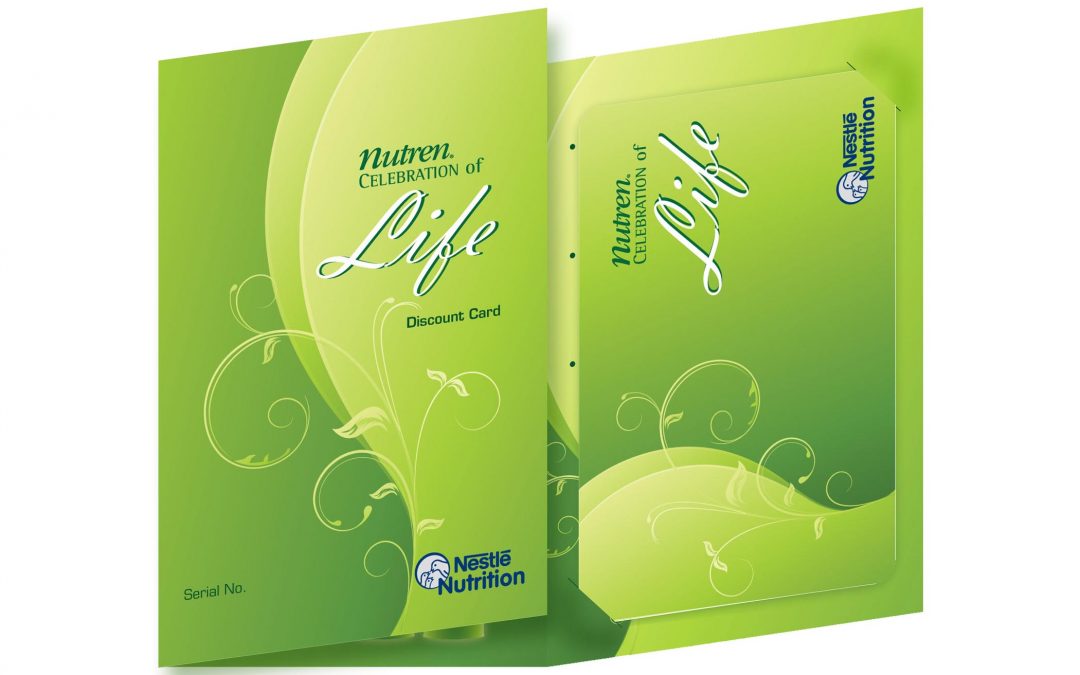 Nutren®
CELEBRATION of
Life
Discount Card
Serial No.
Nestlé
Nutrition
Nutren®
CELEBRATION of
Life
Nestlé
Nutrition